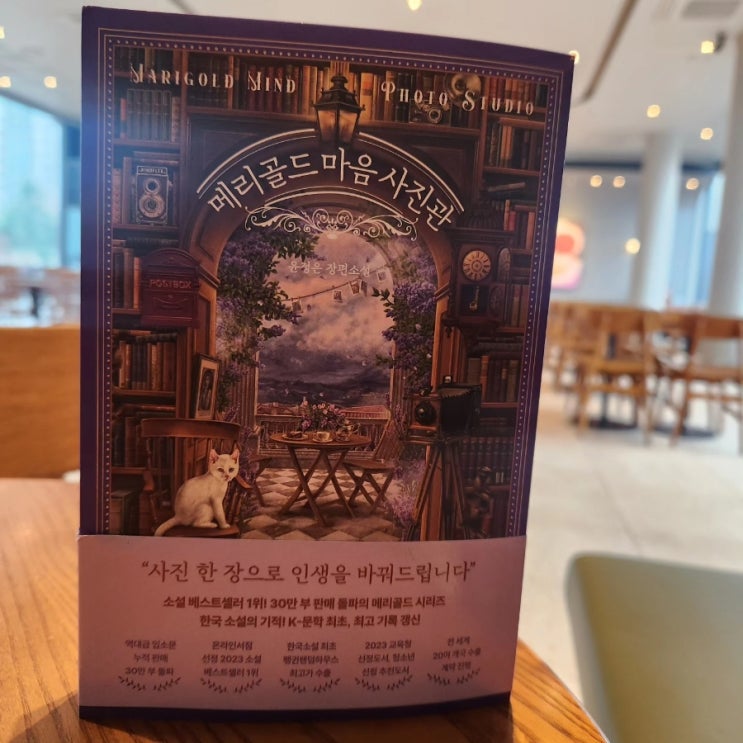 MARIGOLD MIND PHOTO STUDIO
메리골드 마음 사진관
윤정은 장편소설
POSTBOX
“사진 한 장으로 인생을 바꿔드립니다”
소설 베스트셀러 1위! 30만 부 판매 돌파의 메리골드 시리즈
한국 소설의 기적! K-문학 최초, 최고 기록 갱신
역대급 입소문
누적 판매
30만 부 돌파
온라인서점
선정 2023 소설
베스트셀러 1위
한국소설 최초
펭귄랜덤하우스
최고가 수출
2023 교육청
선정도서, 청소년
선정 추천도서
전 세계
20여 개국 수출
계약 진행